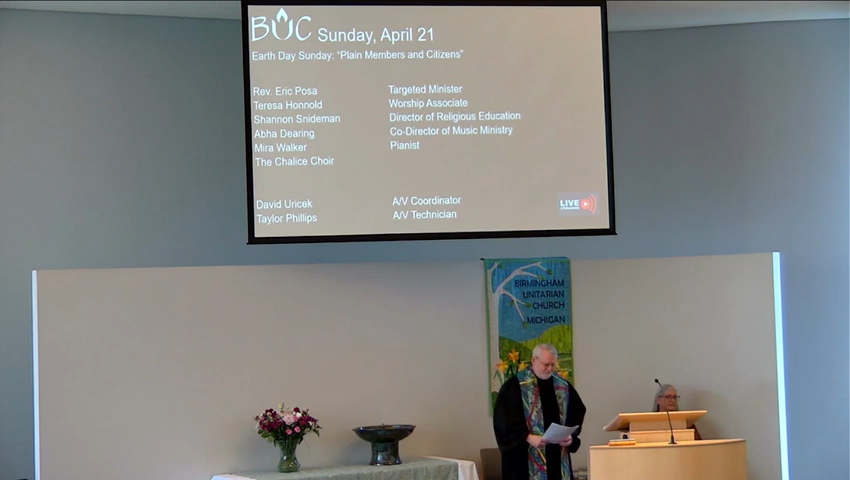 BUC Sunday, April 21
Earth Day Sunday: "Plain Members and Citizens"
Rev. Eric Posa Targeted Minister
Teresa Honnold Worship Associate
Shannon Snideman Director of Religious Education
Abha Dearing Co-Director of Music Ministry
Mira Walker Pianist
The Chalice Choir
David Uricek A/V Coordinator
Taylor Phillips A/V Technician
LIVE
BIRMINGHAM
UNITARIAN
CHURCH
MICHIGAN